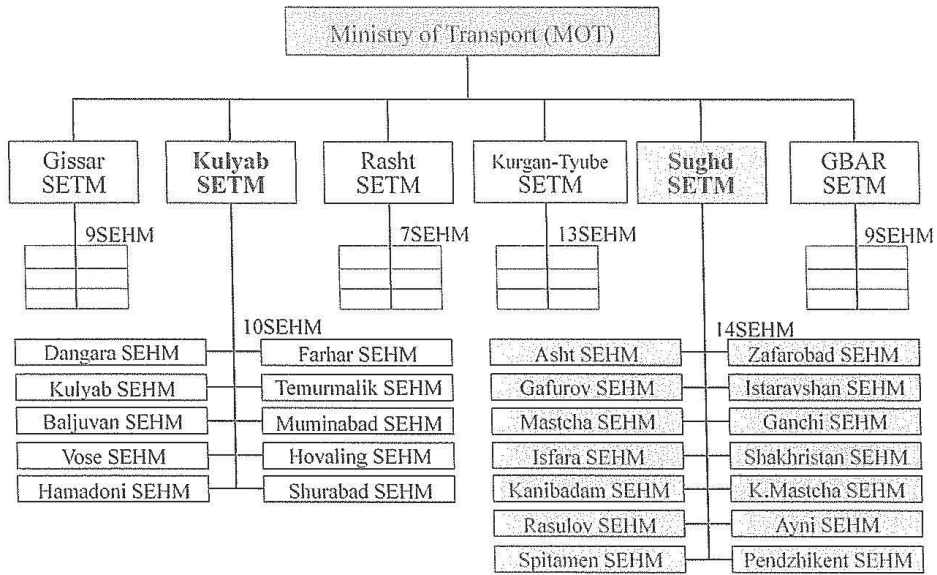 Ministry of Transport (MOT)
Gissar
SETM
Kulyab
SETM
Rasht
SETM
Kurgan-Tyube
SETM
Sughd
SETM
GBAR
SETM
9SEHM
7SEHM
13SEHM
9SEHM
10SEHM
14SEHM
Dangara SEHM
Farhar SEHM
Kulyab SEHM
Temurmalik SEHM
Baljuvan SEHM
Muminabad SEHM
Vose SEHM
Hovaling SEHM
Hamadoni SEHM
Shurabad SEHM
Asht SEHM
Zafarobad SEHM
Gafurov SEHM
Istaravshan SEHM
Mastcha SEHM
Ganchi SEHM
Isfara SEHM
Shakhristan SEHM
Kanibadam SEHM
K.Mastcha SEHM
Rasulov SEHM
Ayni SEHM
Spitamen SEHM
Pendzhikent SEHM